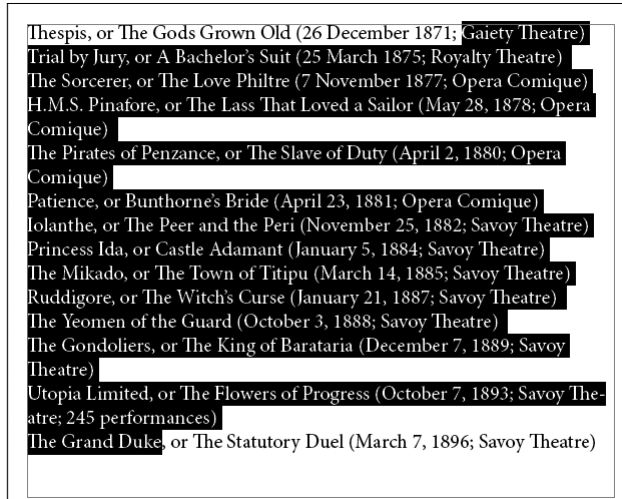 Thespis, or The Gods Grown Old (26 December 1871; Gaiety Theatre)
Trial by Jury, or A Bachelor’s Suit (25 March 1875; Royalty Theatre)
The Sorcerer, or The Love Philtre (7 November 1877; Opera Comique)
H.M.S. Pinafore, or The Lass That Loved a Sailor (May 28, 1878; Opera
Comique)
The Pirates of Penzance, or The Slave of Duty (April 2, 1880; Opera
Comique)
Patience, or Bunthorne’s Bride (April 23, 1881; Opera Comique)
Iolanthe, or The Peer and the Peri (November 25, 1882; Savoy Theatre)
Princess Ida, or Castle Adamant (January 5, 1884; Savoy Theatre)
The Mikado, or The Town of Titipu (March 14, 1885; Savoy Theatre)
Ruddigore, or The Witch’s Curse (January 21, 1887; Savoy Theatre)
The Yeomen of the Guard (October 3, 1888; Savoy Theatre)
The Gondoliers, or The King of Barataria (December 7, 1889; Savoy
Theatre)
Utopia Limited, or The Flowers of Progress (October 7, 1893; Savoy The-
atre; 245 performances)
The Grand Duke, or The Statutory Duel (March 7, 1896; Savoy Theatre)